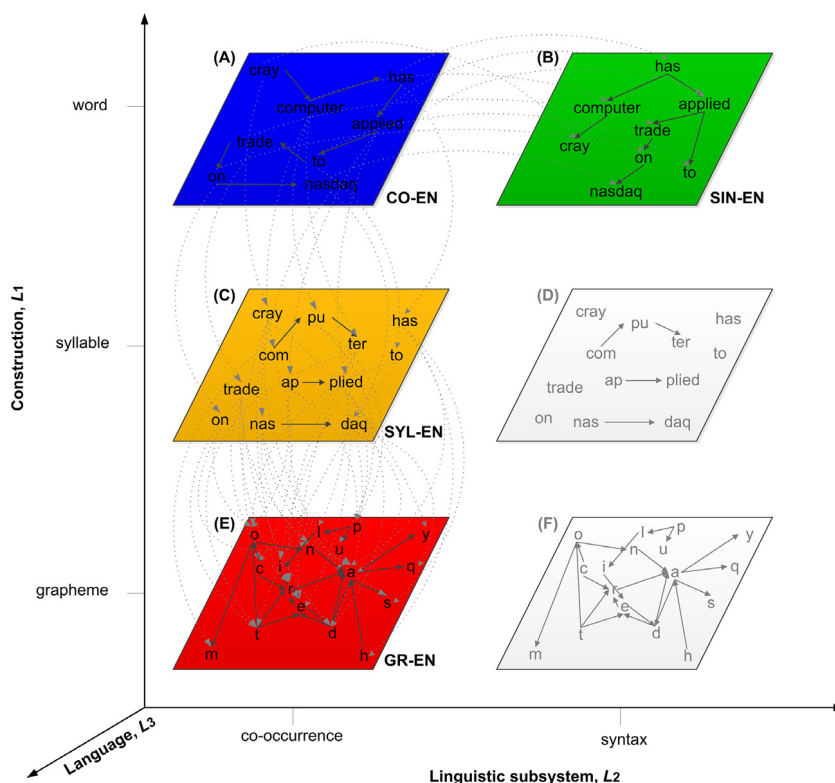 (A)
cray
has
computer
applied
trade
to
on
nasdaq
CO-EN
(B)
has
computer
applied
trade
cray
on
to
nasdaq
SIN-EN
word
(C)
cray
pu
has
ter
com
to
ap
plied
trade
on
nas
daq
SYL-EN
(D)
cray
pu
has
ter
com
to
ap
plied
trade
on
nas
daq
syllable
(E)
o
l
p
y
n
u
c
i
a
q
r
s
e
t
d
m
h
GR-EN
(F)
o
l
p
y
n
u
c
i
a
q
r
s
e
t
d
m
h
grapheme
Construction, L1
Language, L3
co-occurrence
syntax
Linguistic subsystem, L2